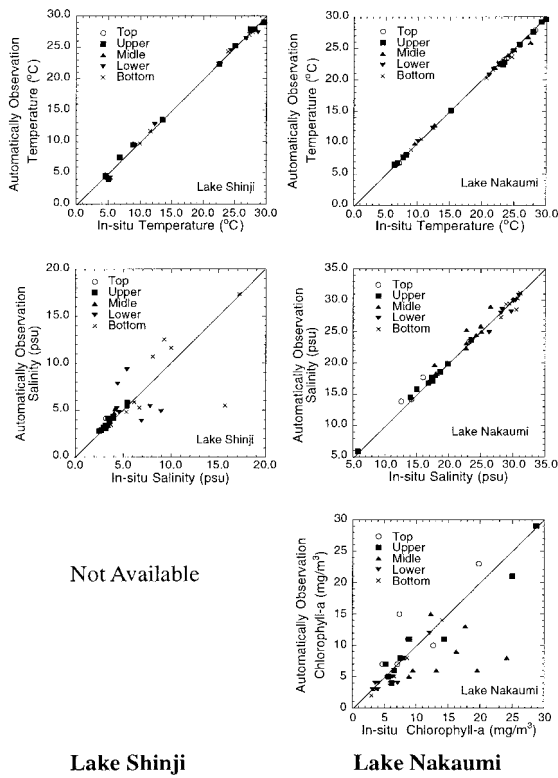 Automatically Observation
Temperature (°C)
30.0
25.0
20.0
15.0
10.0
5.0
0.0
Top
Upper
Midle
Lower
Bottom
Lake Shinji
0.0 5.0 10.0 15.0 20.0 25.0 30.0
In-situ Temperature (°C)
Automatically Observation
Temperature (°C)
30.0
25.0
20.0
15.0
10.0
5.0
0.0
Top
Upper
Midle
Lower
Bottom
Lake Nakaumi
0.0 5.0 10.0 15.0 20.0 25.0 30.0
In-situ Temperature (°C)
Automatically Observation
Salinity (psu)
20.0
15.0
10.0
5.0
0.0
Top
Upper
Midle
Lower
Bottom
Lake Shinji
0.0 5.0 10.0 15.0 20.0
In-situ Salinity (psu)
Automatically Observation
Salinity (psu)
35.0
30.0
25.0
20.0
15.0
10.0
5.0
Top
Upper
Midle
Lower
Bottom
Lake Nakaumi
5.0 10.0 15.0 20.0 25.0 30.0 35.0
In-situ Salinity (psu)
Not Available
Automatically Observation
Chlorophyll-a (mg/m³)
30
25
20
15
10
5
0
Top
Upper
Midle
Lower
Bottom
Lake Nakaumi
0 5 10 15 20 25 30
In-situ Chlorophyll-a (mg/m³)
Lake Shinji
Lake Nakaumi